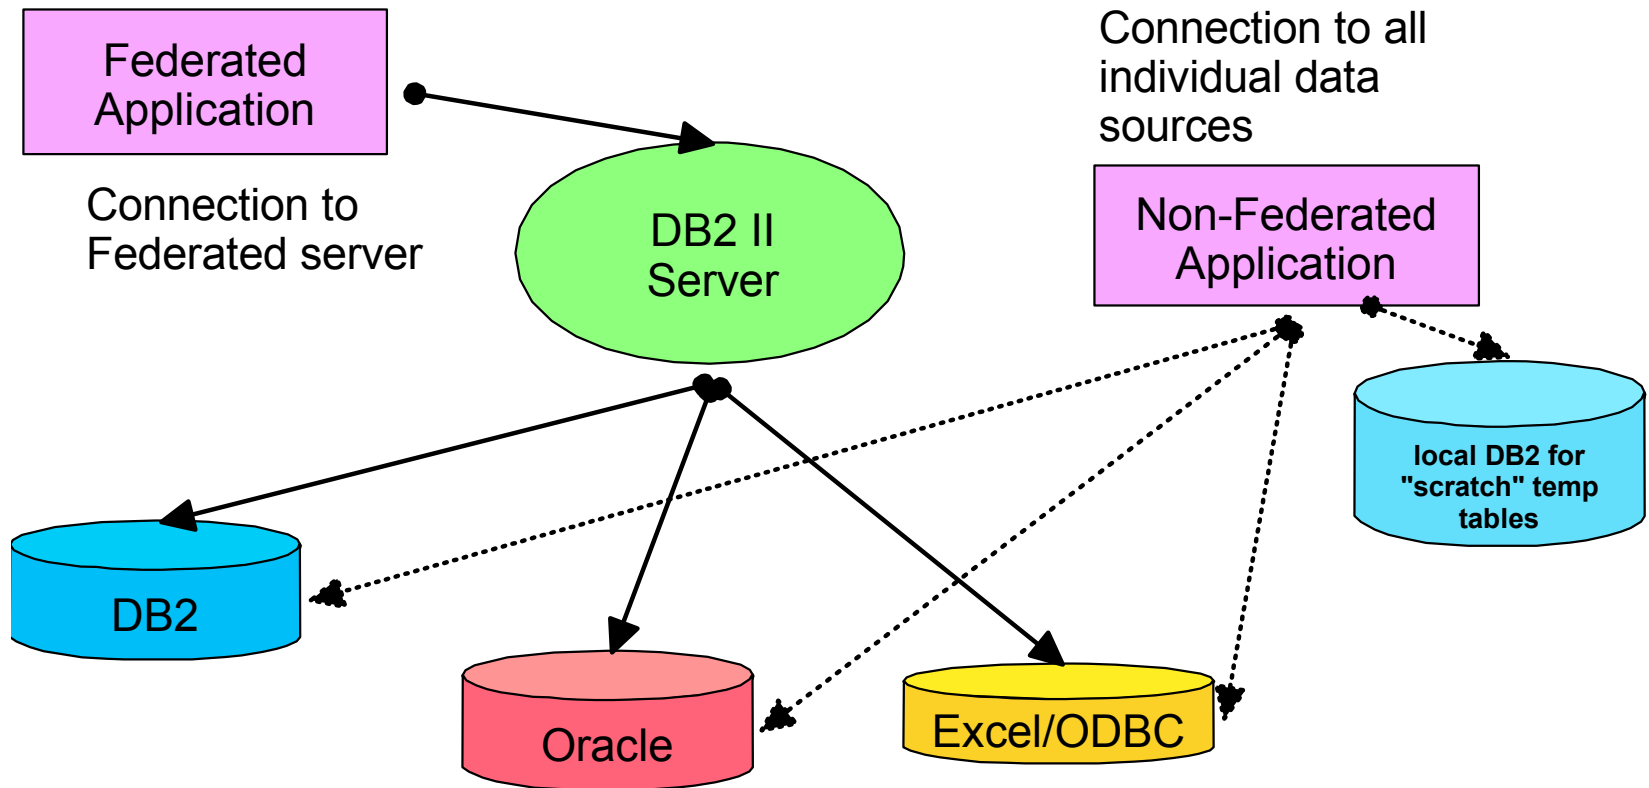 Federated
Application
Connection to
Federated server
DB2 II
Server
Connection to all
individual data
sources
Non-Federated
Application
local DB2 for
"scratch" temp
tables
DB2
Oracle
Excel/ODBC